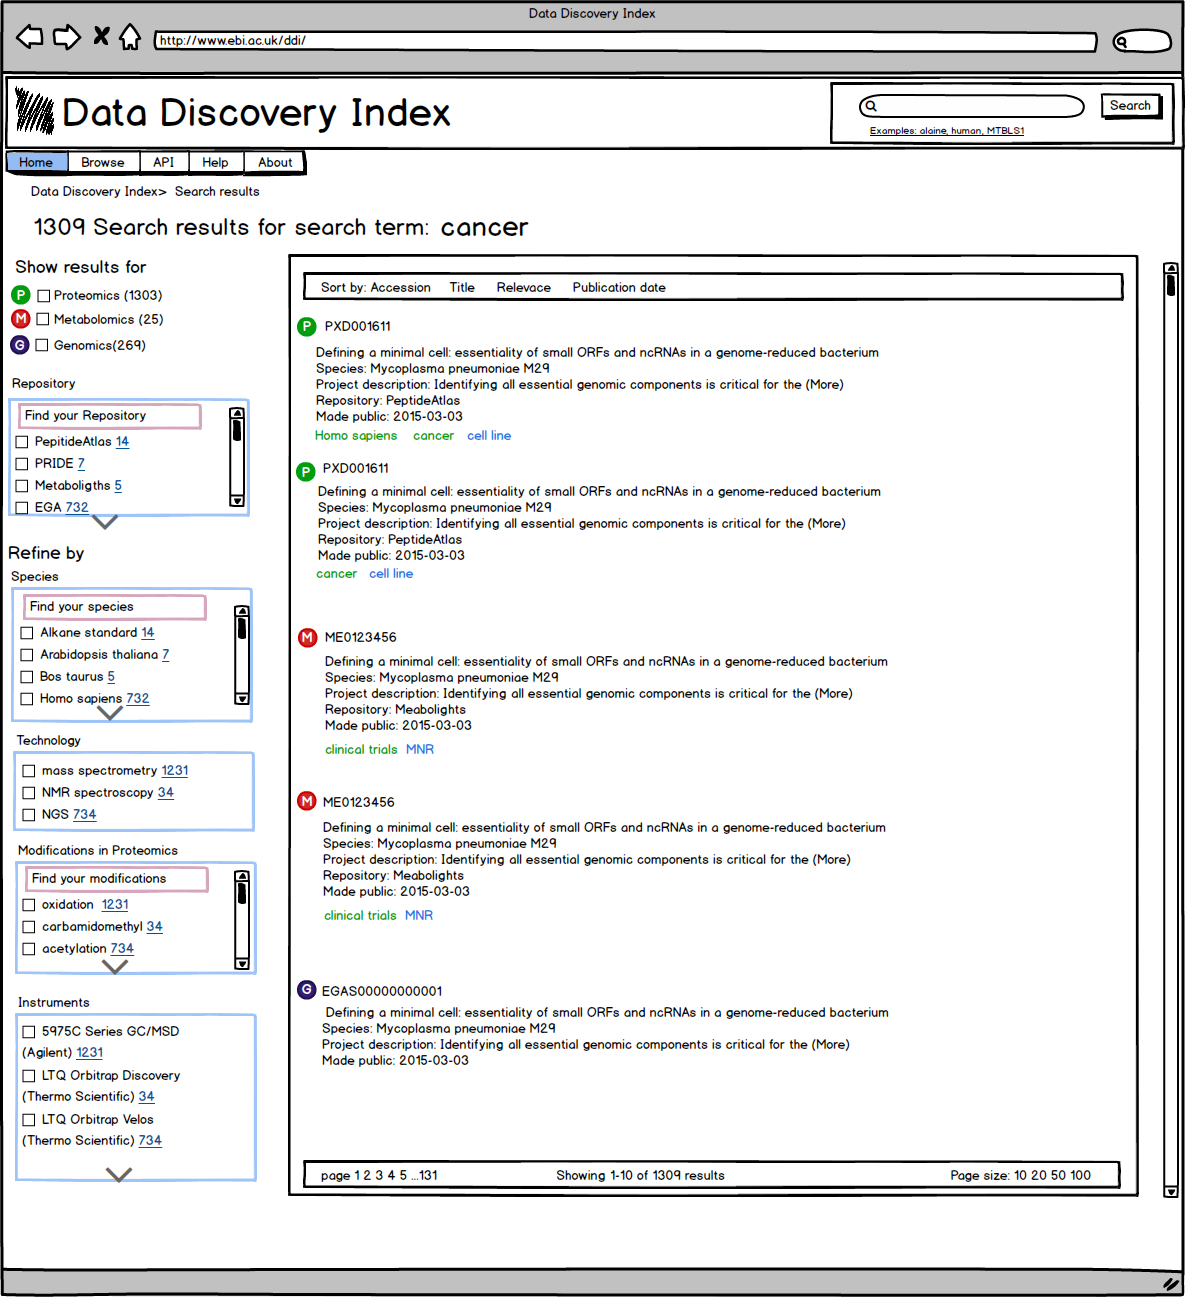 Data Discovery Index
http://www.ebi.ac.uk/ddi/
Data Discovery Index
Search
Examples: alaine, human, MTBLS1
Home Browse API Help About
Data Discovery Index> Search results
1309 Search results for search term: cancer
Show results for
P Proteomics (1303)
M Metabolomics (25)
G Genomics(269)
Repository
Find your Repository
PepitideAtlas 14
PRIDE 7
Metaboligths 5
EGA 732
Refine by
Species
Find your species
Alkane standard 14
Arabidopsis thaliana 7
Bos taurus 5
Homo sapiens 732
Technology
mass spectrometry 1231
NMR spectroscopy 34
NGS 734
Modifications in Proteomics
Find your modifications
oxidation 1231
carbamidomethyl 34
acetylation 734
Instruments
5975C Series GC/MSD
(Agilent) 1231
LTQ Orbitrap Discovery
(Thermo Scientific) 34
LTQ Orbitrap Velos
(Thermo Scientific) 734
Sort by: Accession Title Relevace Publication date
P PXD001611
Defining a minimal cell: essentiality of small ORFs and ncRNAs in a genome-reduced bacterium
Species: Mycoplasma pneumoniae M29
Project description: Identifying all essential genomic components is critical for the (More)
Repository: PeptideAtlas
Made public: 2015-03-03
Homo sapiens cancer cell line
P PXD001611
Defining a minimal cell: essentiality of small ORFs and ncRNAs in a genome-reduced bacterium
Species: Mycoplasma pneumoniae M29
Project description: Identifying all essential genomic components is critical for the (More)
Repository: PeptideAtlas
Made public: 2015-03-03
cancer cell line
M ME0123456
Defining a minimal cell: essentiality of small ORFs and ncRNAs in a genome-reduced bacterium
Species: Mycoplasma pneumoniae M29
Project description: Identifying all essential genomic components is critical for the (More)
Repository: Meabolights
Made public: 2015-03-03
clinical trials MNR
M ME0123456
Defining a minimal cell: essentiality of small ORFs and ncRNAs in a genome-reduced bacterium
Species: Mycoplasma pneumoniae M29
Project description: Identifying all essential genomic components is critical for the (More)
Repository: Meabolights
Made public: 2015-03-03
clinical trials MNR
G EGAS00000000001
Defining a minimal cell: essentiality of small ORFs and ncRNAs in a genome-reduced bacterium
Species: Mycoplasma pneumoniae M29
Project description: Identifying all essential genomic components is critical for the (More)
Made public: 2015-03-03
page 1 2 3 4 5 ...131 Showing 1-10 of 1309 results Page size: 10 20 50 100